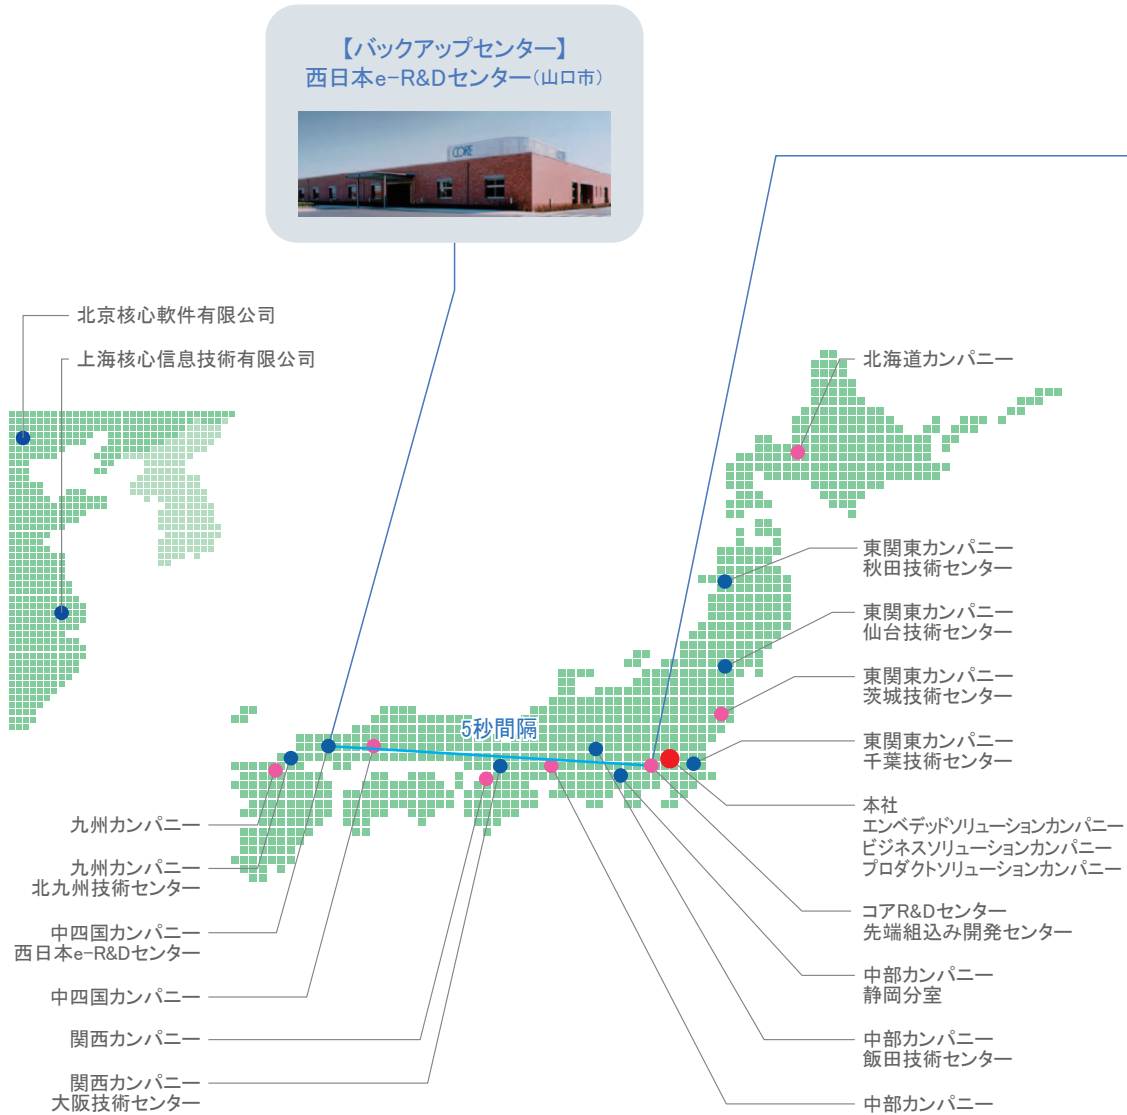 【バックアップセンター】
西日本e-R&Dセンター(山口市)
CORE
北京核心軟件有限公司
上海核心信息技術有限公司
北海道カンパニー
東関東カンパニー
秋田技術センター
東関東カンパニー
仙台技術センター
東関東カンパニー
茨城技術センター
5秒間隔
東関東カンパニー
千葉技術センター
本社
エンベデッドソリューションカンパニー
ビジネスソリューションカンパニー
プロダクトソリューションカンパニー
コアR&Dセンター
先端組込み開発センター
中部カンパニー
静岡分室
中部カンパニー
飯田技術センター
中部カンパニー
九州カンパニー
九州カンパニー
北九州技術センター
中四国カンパニー
西日本e-R&Dセンター
中四国カンパニー
関西カンパニー
関西カンパニー
大阪技術センター